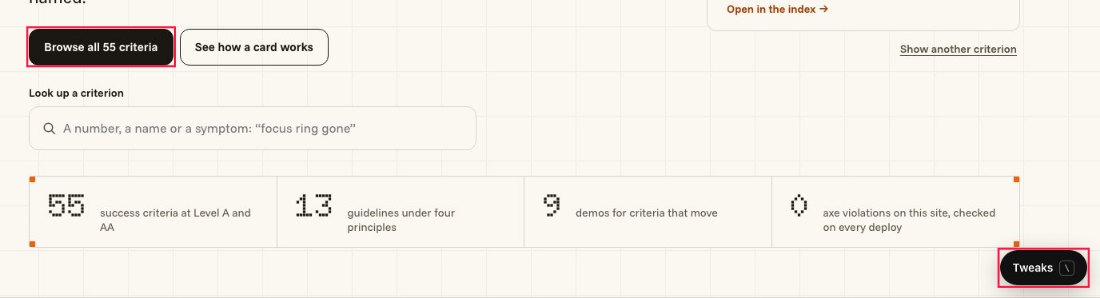 Open in the index →
Browse all 55 criteria
See how a card works
Show another criterion
Look up a criterion
A number, a name or a symptom: “focus ring gone”
55 success criteria at Level A and
AA
13 guidelines under four
principles
9 demos for criteria that move
0 axe violations on this site, checked
on every deploy
Tweaks \